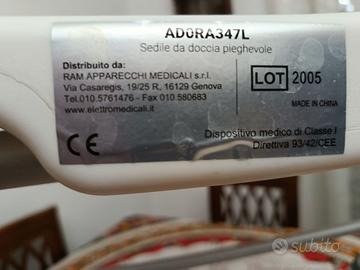 ADORA347L
Sedile da doccia pieghevole
Distribuito da:
RAM APPARECCHI MEDICALI s.r.l.
Via Casaregis, 19/25 R, 16129 Genova
Tel.010 5761476 - Fax 010 580683
www.elettromedicali.it
LOT 2005
MADE IN CHINA
CE
Dispositivo medico di Classe I
Direttiva 93/42/CEE
subito